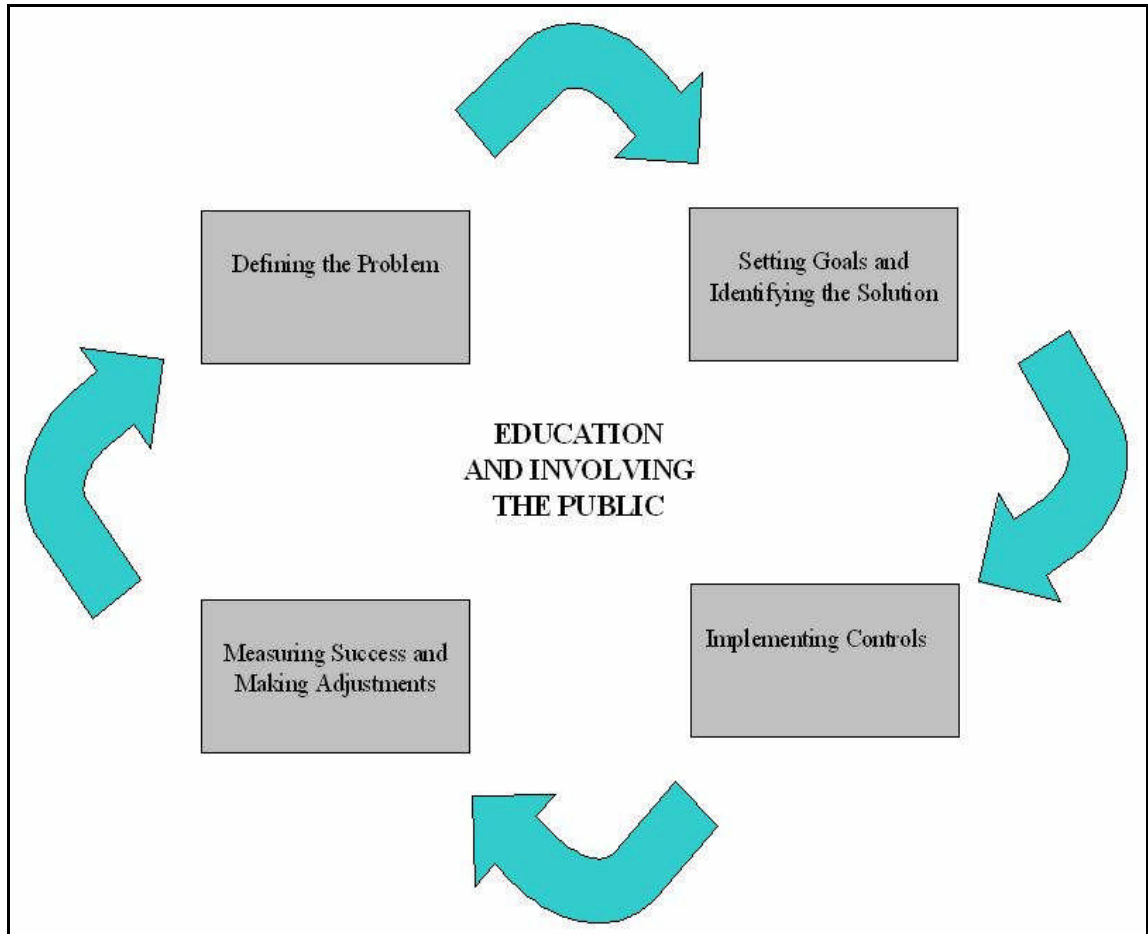 Defining the Problem
Setting Goals and
Identifying the Solution
EDUCATION
AND INVOLVING
THE PUBLIC
Measuring Success and
Making Adjustments
Implementing Controls